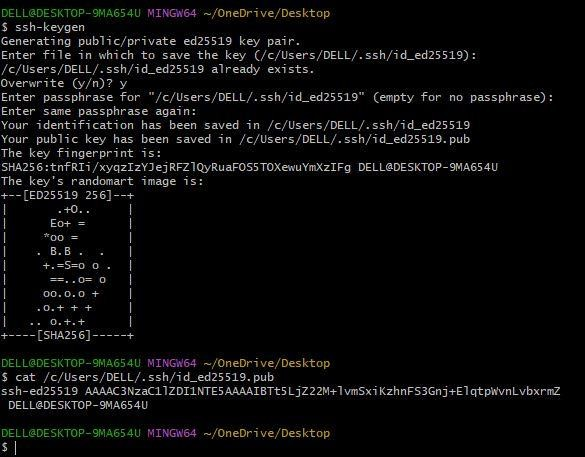 DELL@DESKTOP-9MA654U MINGW64 ~/OneDrive/Desktop
$ ssh-keygen
Generating public/private ed25519 key pair.
Enter file in which to save the key (/c/Users/DELL/.ssh/id_ed25519):
/c/Users/DELL/.ssh/id_ed25519 already exists.
Overwrite (y/n)? y
Enter passphrase for "/c/Users/DELL/.ssh/id_ed25519" (empty for no passphrase):
Enter same passphrase again:
Your identification has been saved in /c/Users/DELL/.ssh/id_ed25519
Your public key has been saved in /c/Users/DELL/.ssh/id_ed25519.pub
The key fingerprint is:
SHA256:tnfRIi/xyqzIzYJejRFZlQyRuaFOS5TOXewuYmXzIFg DELL@DESKTOP-9MA654U
The key's randomart image is:
+--[ED25519 256]--+
|       .+O..     |
|      Eo+ =      |
|     *oo =       |
|    . B.B .  .   |
|     +.=S=o o .  |
|      ==..o= o   |
|     oo.o.o +    |
|    .o.+ + +     |
|   .. o.+.+      |
+----[SHA256]-----+
DELL@DESKTOP-9MA654U MINGW64 ~/OneDrive/Desktop
$ cat /c/Users/DELL/.ssh/id_ed25519.pub
ssh-ed25519 AAAAC3NzaC1lZDI1NTE5AAAAIBTt5LjZ22M+lvmSxiKzhnFS3Gnj+ElqtpWvnLvbxrmZ
DELL@DESKTOP-9MA654U
DELL@DESKTOP-9MA654U MINGW64 ~/OneDrive/Desktop
$